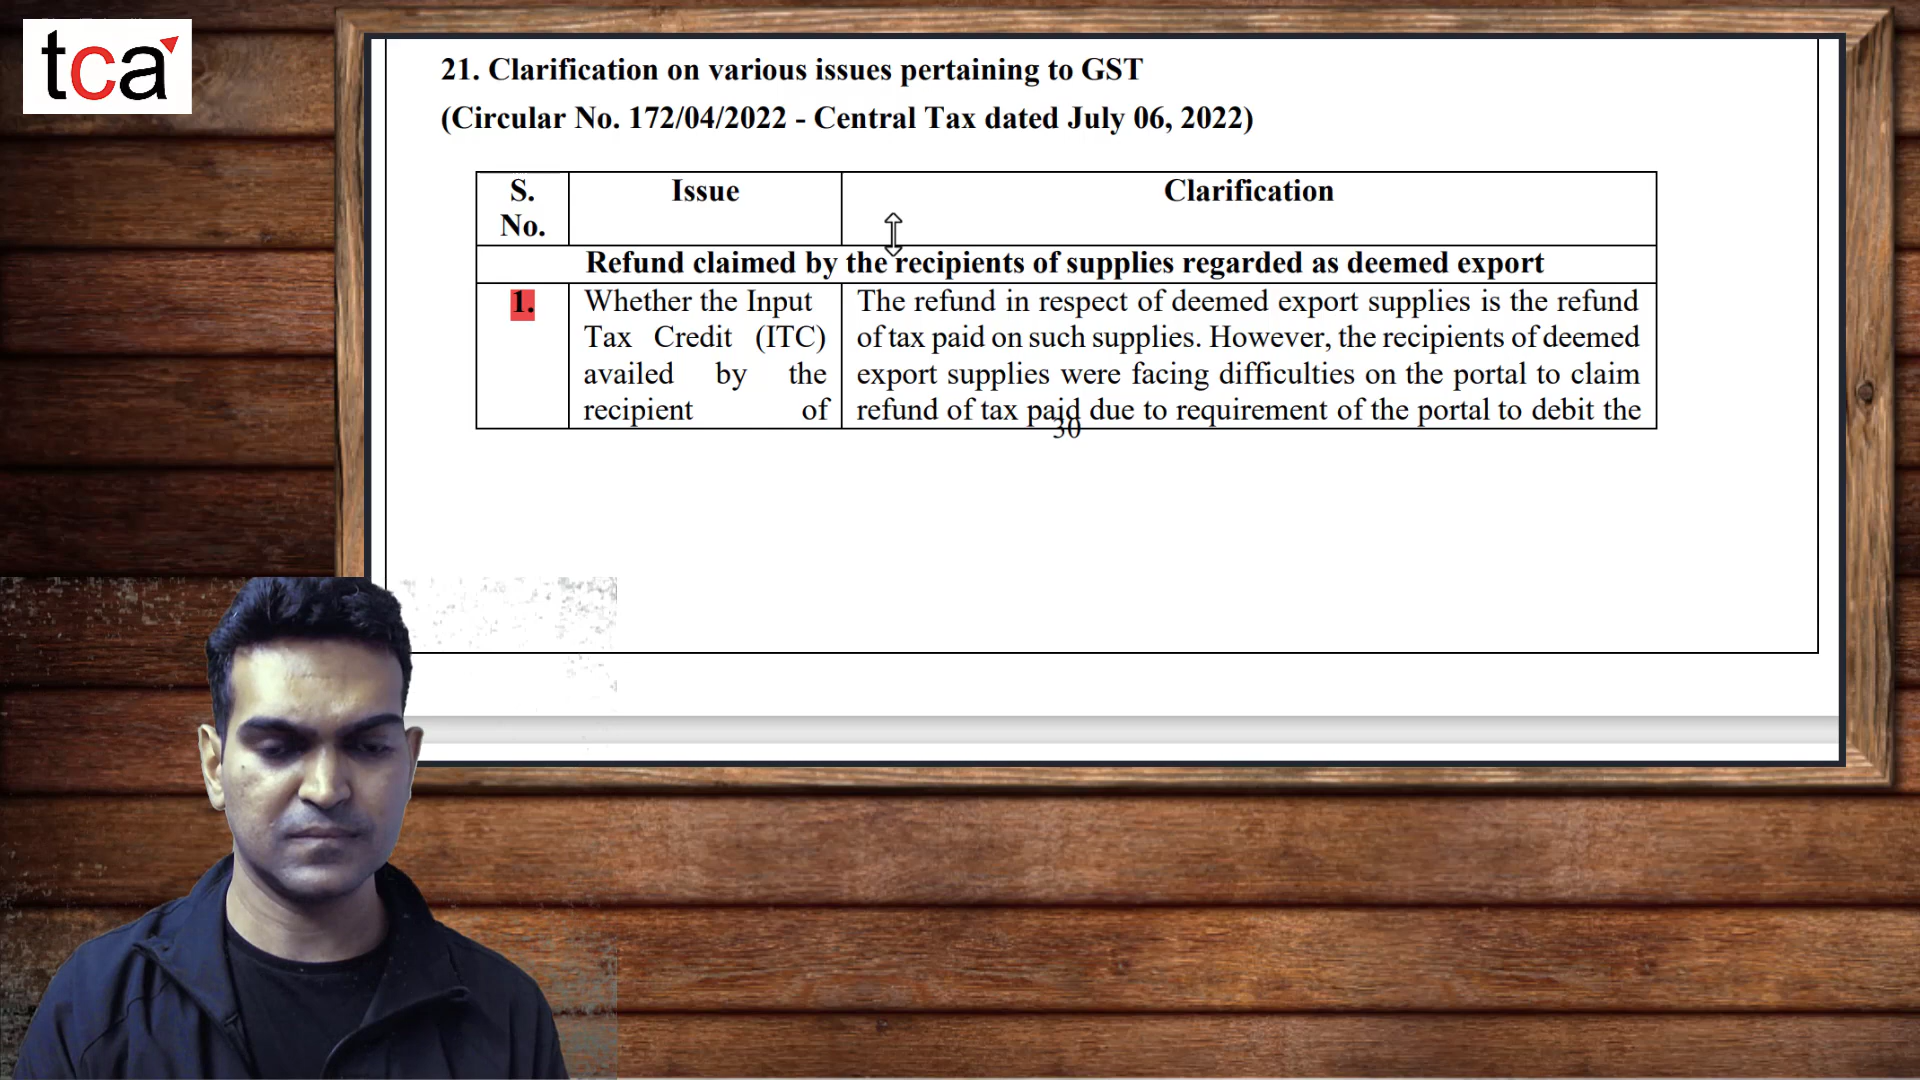 tca
21. Clarification on various issues pertaining to GST
(Circular No. 172/04/2022 - Central Tax dated July 06, 2022)
S. No.
Issue
Clarification
Refund claimed by the recipients of supplies regarded as deemed export
1.
Whether the Input
Tax Credit (ITC)
availed by the
recipient of
The refund in respect of deemed export supplies is the refund
of tax paid on such supplies. However, the recipients of deemed
export supplies were facing difficulties on the portal to claim
refund of tax paid due to requirement of the portal to debit the
30